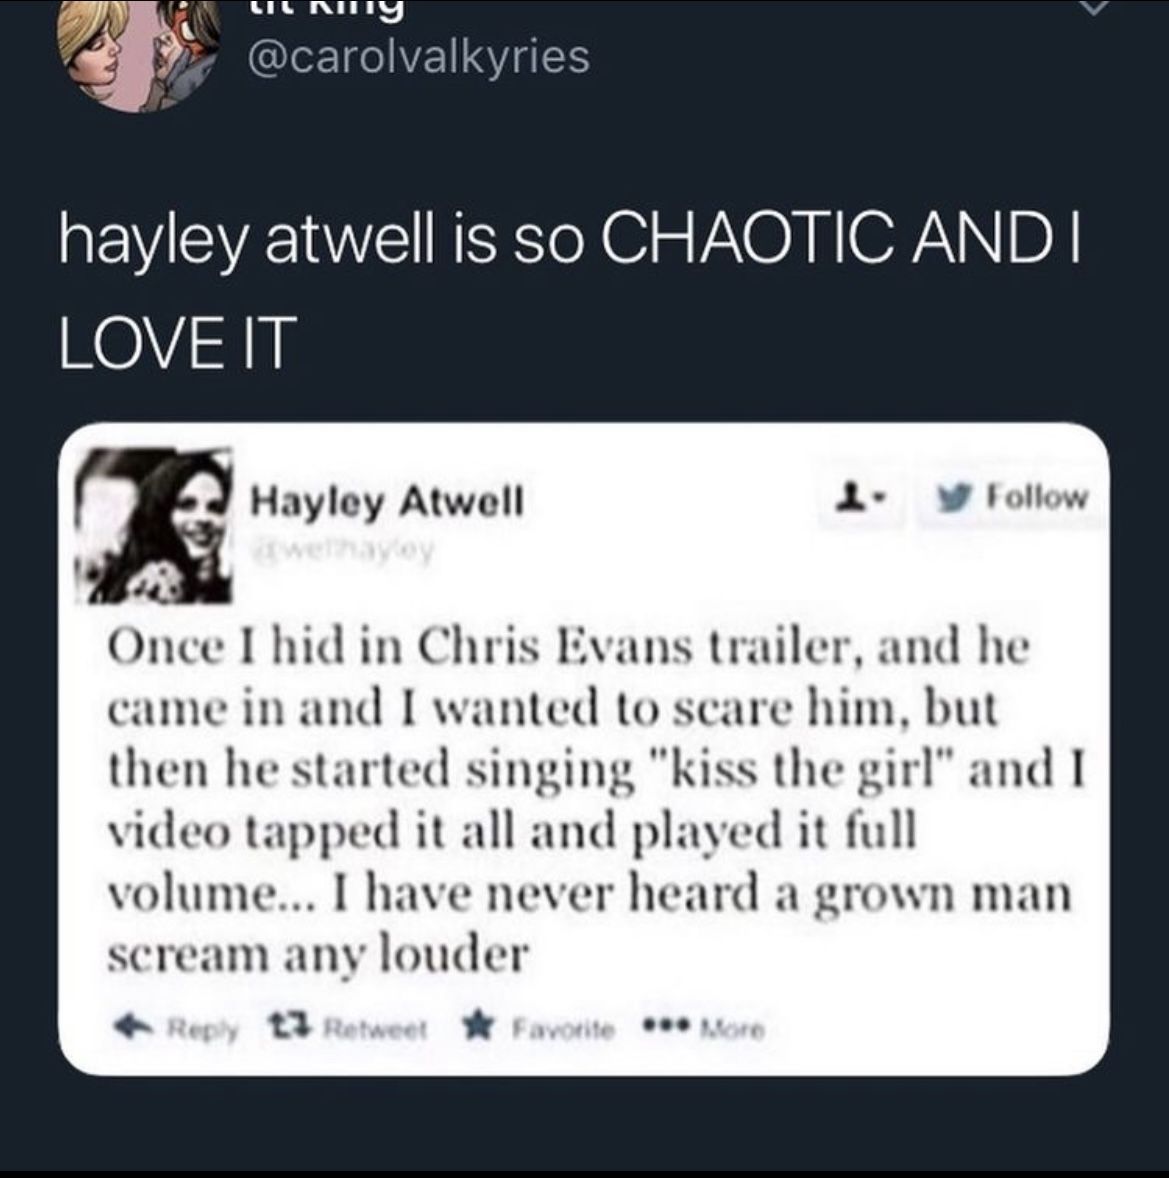 tit king
@carolvalkyries
hayley atwell is so CHAOTIC AND I
LOVE IT
Hayley Atwell
@wellhayley
Follow
Once I hid in Chris Evans trailer, and he
came in and I wanted to scare him, but
then he started singing "kiss the girl" and I
video tapped it all and played it full
volume... I have never heard a grown man
scream any louder
Reply Retweet Favorite More